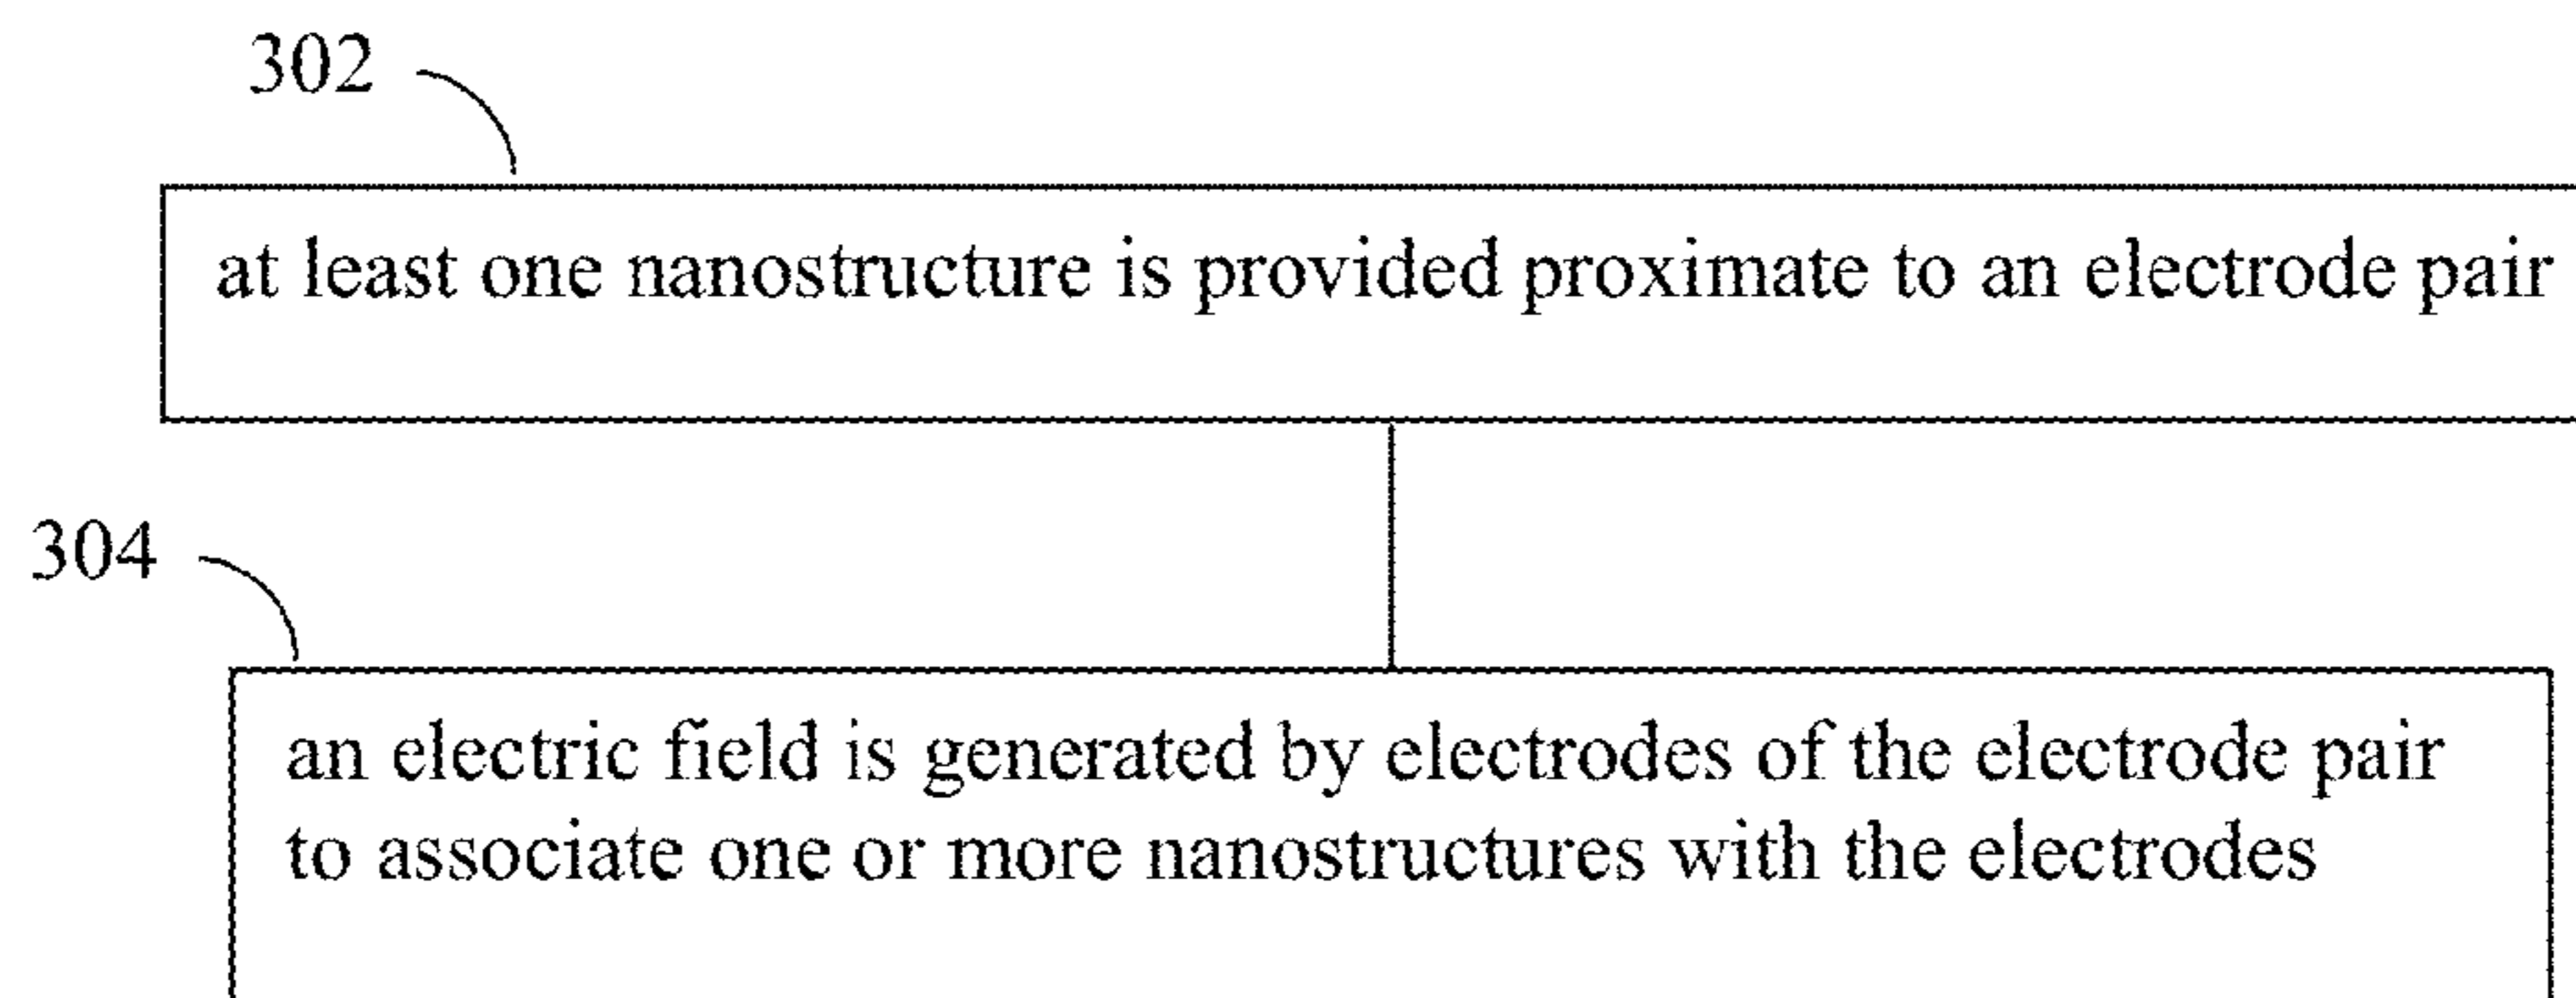 302
at least one nanostructure is provided proximate to an electrode pair
304
an electric field is generated by electrodes of the electrode pair
to associate one or more nanostructures with the electrodes